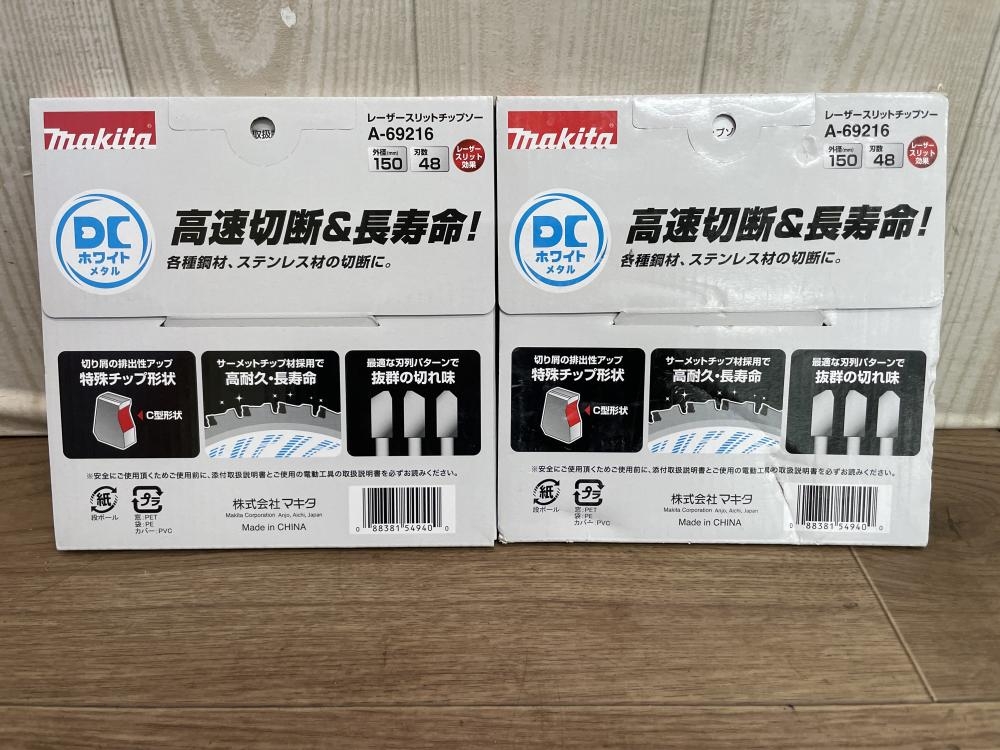 makita
取扱
レーザースリットチップソー
A-69216
外径(mm) 150
刃数 48
レーザー
スリット
効果
DC
ホワイト
メタル
高速切断&長寿命!
各種鋼材、ステンレス材の切断に。
切り屑の排出性アップ
特殊チップ形状
C型形状
サーメットチップ材採用で
高耐久・長寿命
最適な刃列パターンで
抜群の切れ味
※安全にご使用頂くためご使用前に、添付取扱説明書とご使用の電動工具の取扱説明書を必ずお読みください。
紙
段ボール
プラ
窓:PET
袋:PE
カバー:PVC
株式会社マキタ
Makita Corporation Anjo, Aichi, Japan
Made in CHINA
0 88381 54940 0
makita
プソ
レーザースリットチップソー
A-69216
外径(mm) 150
刃数 48
レーザー
スリット
効果
DC
ホワイト
メタル
高速切断&長寿命!
各種鋼材、ステンレス材の切断に。
切り屑の排出性アップ
特殊チップ形状
C型形状
サーメットチップ材採用で
高耐久・長寿命
最適な刃列パターンで
抜群の切れ味
※安全にご使用頂くためご使用前に、添付取扱説明書とご使用の電動工具の取扱説明書を必ずお読みください。
紙
段ボール
プラ
窓:PET
袋:PE
カバー:PVC
株式会社マキタ
Makita Corporation Anjo, Aichi, Japan
Made in CHINA
0 88381 54940 0